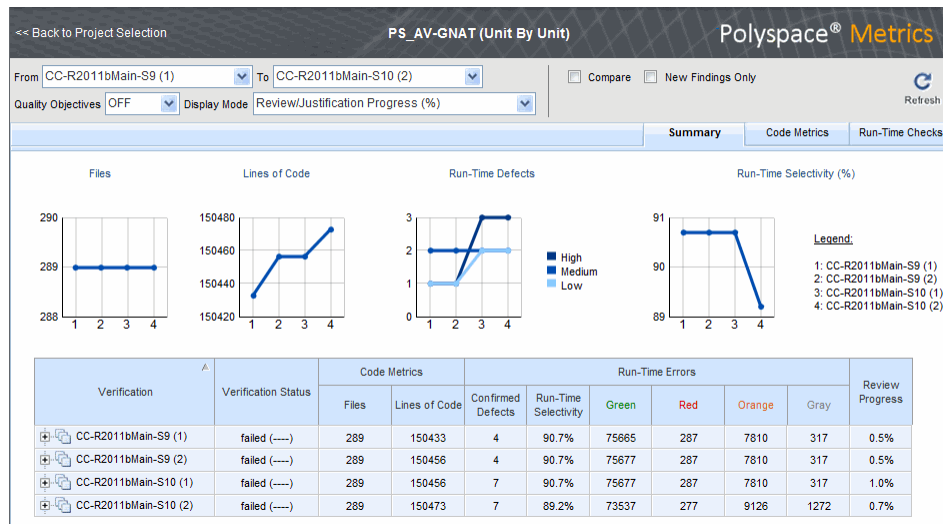 << Back to Project Selection
PS_AV-GNAT (Unit By Unit)
Polyspace® Metrics
From CC-R2011bMain-S9 (1) To CC-R2011bMain-S10 (2) Compare New Findings Only
Refresh
Quality Objectives OFF Display Mode Review/Justification Progress (%)
Summary Code Metrics Run-Time Checks
Files Lines of Code Run-Time Defects Run-Time Selectivity (%)
290
289
288
1 2 3 4
150480
150460
150440
150420
1 2 3 4
3
2
1
0
1 2 3 4
High
Medium
Low
91
90
89
1 2 3 4
Legend:
1: CC-R2011bMain-S9 (1)
2: CC-R2011bMain-S9 (2)
3: CC-R2011bMain-S10 (1)
4: CC-R2011bMain-S10 (2)
Verification Verification Status Code Metrics Run-Time Errors Review Progress
Files Lines of Code Confirmed Defects Run-Time Selectivity Green Red Orange Gray
CC-R2011bMain-S9 (1) failed (----) 289 150433 4 90.7% 75665 287 7810 317 0.5%
CC-R2011bMain-S9 (2) failed (----) 289 150456 4 90.7% 75677 287 7810 317 0.5%
CC-R2011bMain-S10 (1) failed (----) 289 150456 7 90.7% 75677 287 7810 317 1.0%
CC-R2011bMain-S10 (2) failed (----) 289 150473 7 89.2% 73537 277 9126 1272 0.7%